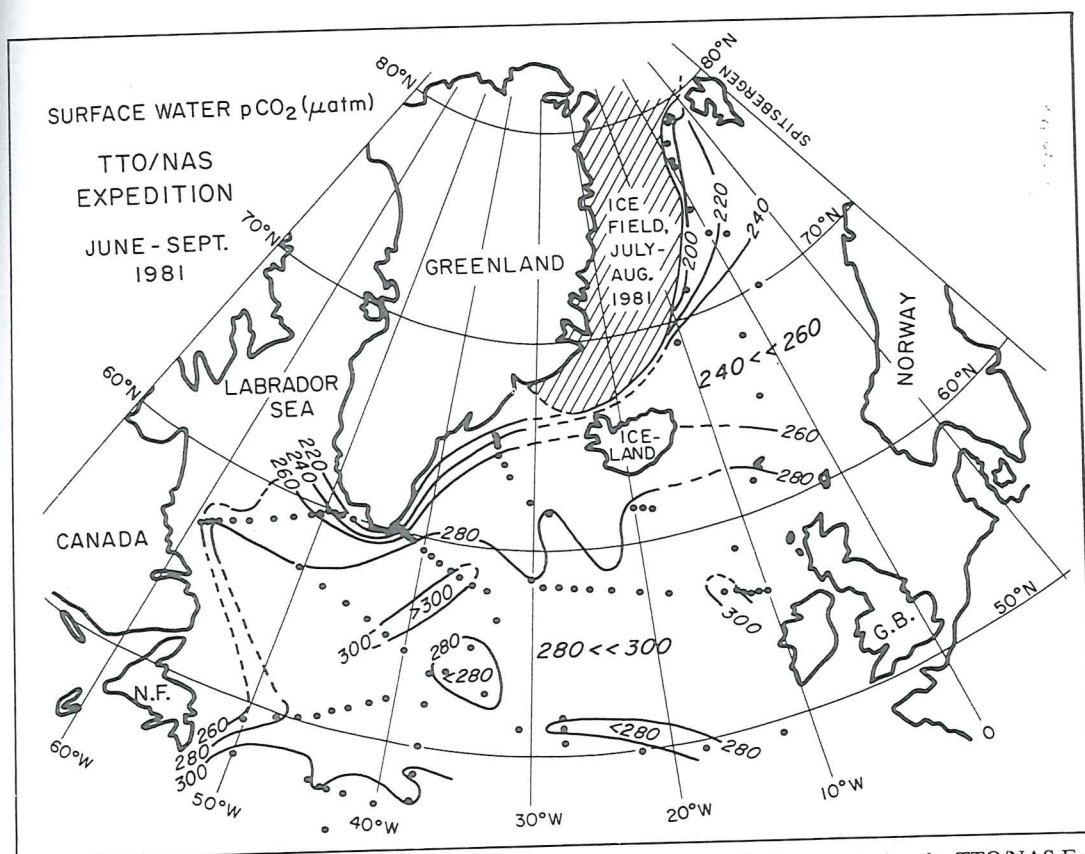 SURFACE WATER pCO₂ (μatm)
TTO/NAS
EXPEDITION
JUNE - SEPT.
1981
80°N
80°N
SPITSBERGEN
70°N
70°N
60°N
60°N
50°N
GREENLAND
ICE
FIELD,
JULY-
AUG.
1981
200
220
240
240<<260
NORWAY
LABRADOR
SEA
220
240
260
ICE-
LAND
260
280
CANADA
280
>300
300
280
<280
280<<300
300
G.B.
N.F.
260
280
300
<280
280
60°W
50°W
40°W
30°W
20°W
10°W
0
TTO/NAS E